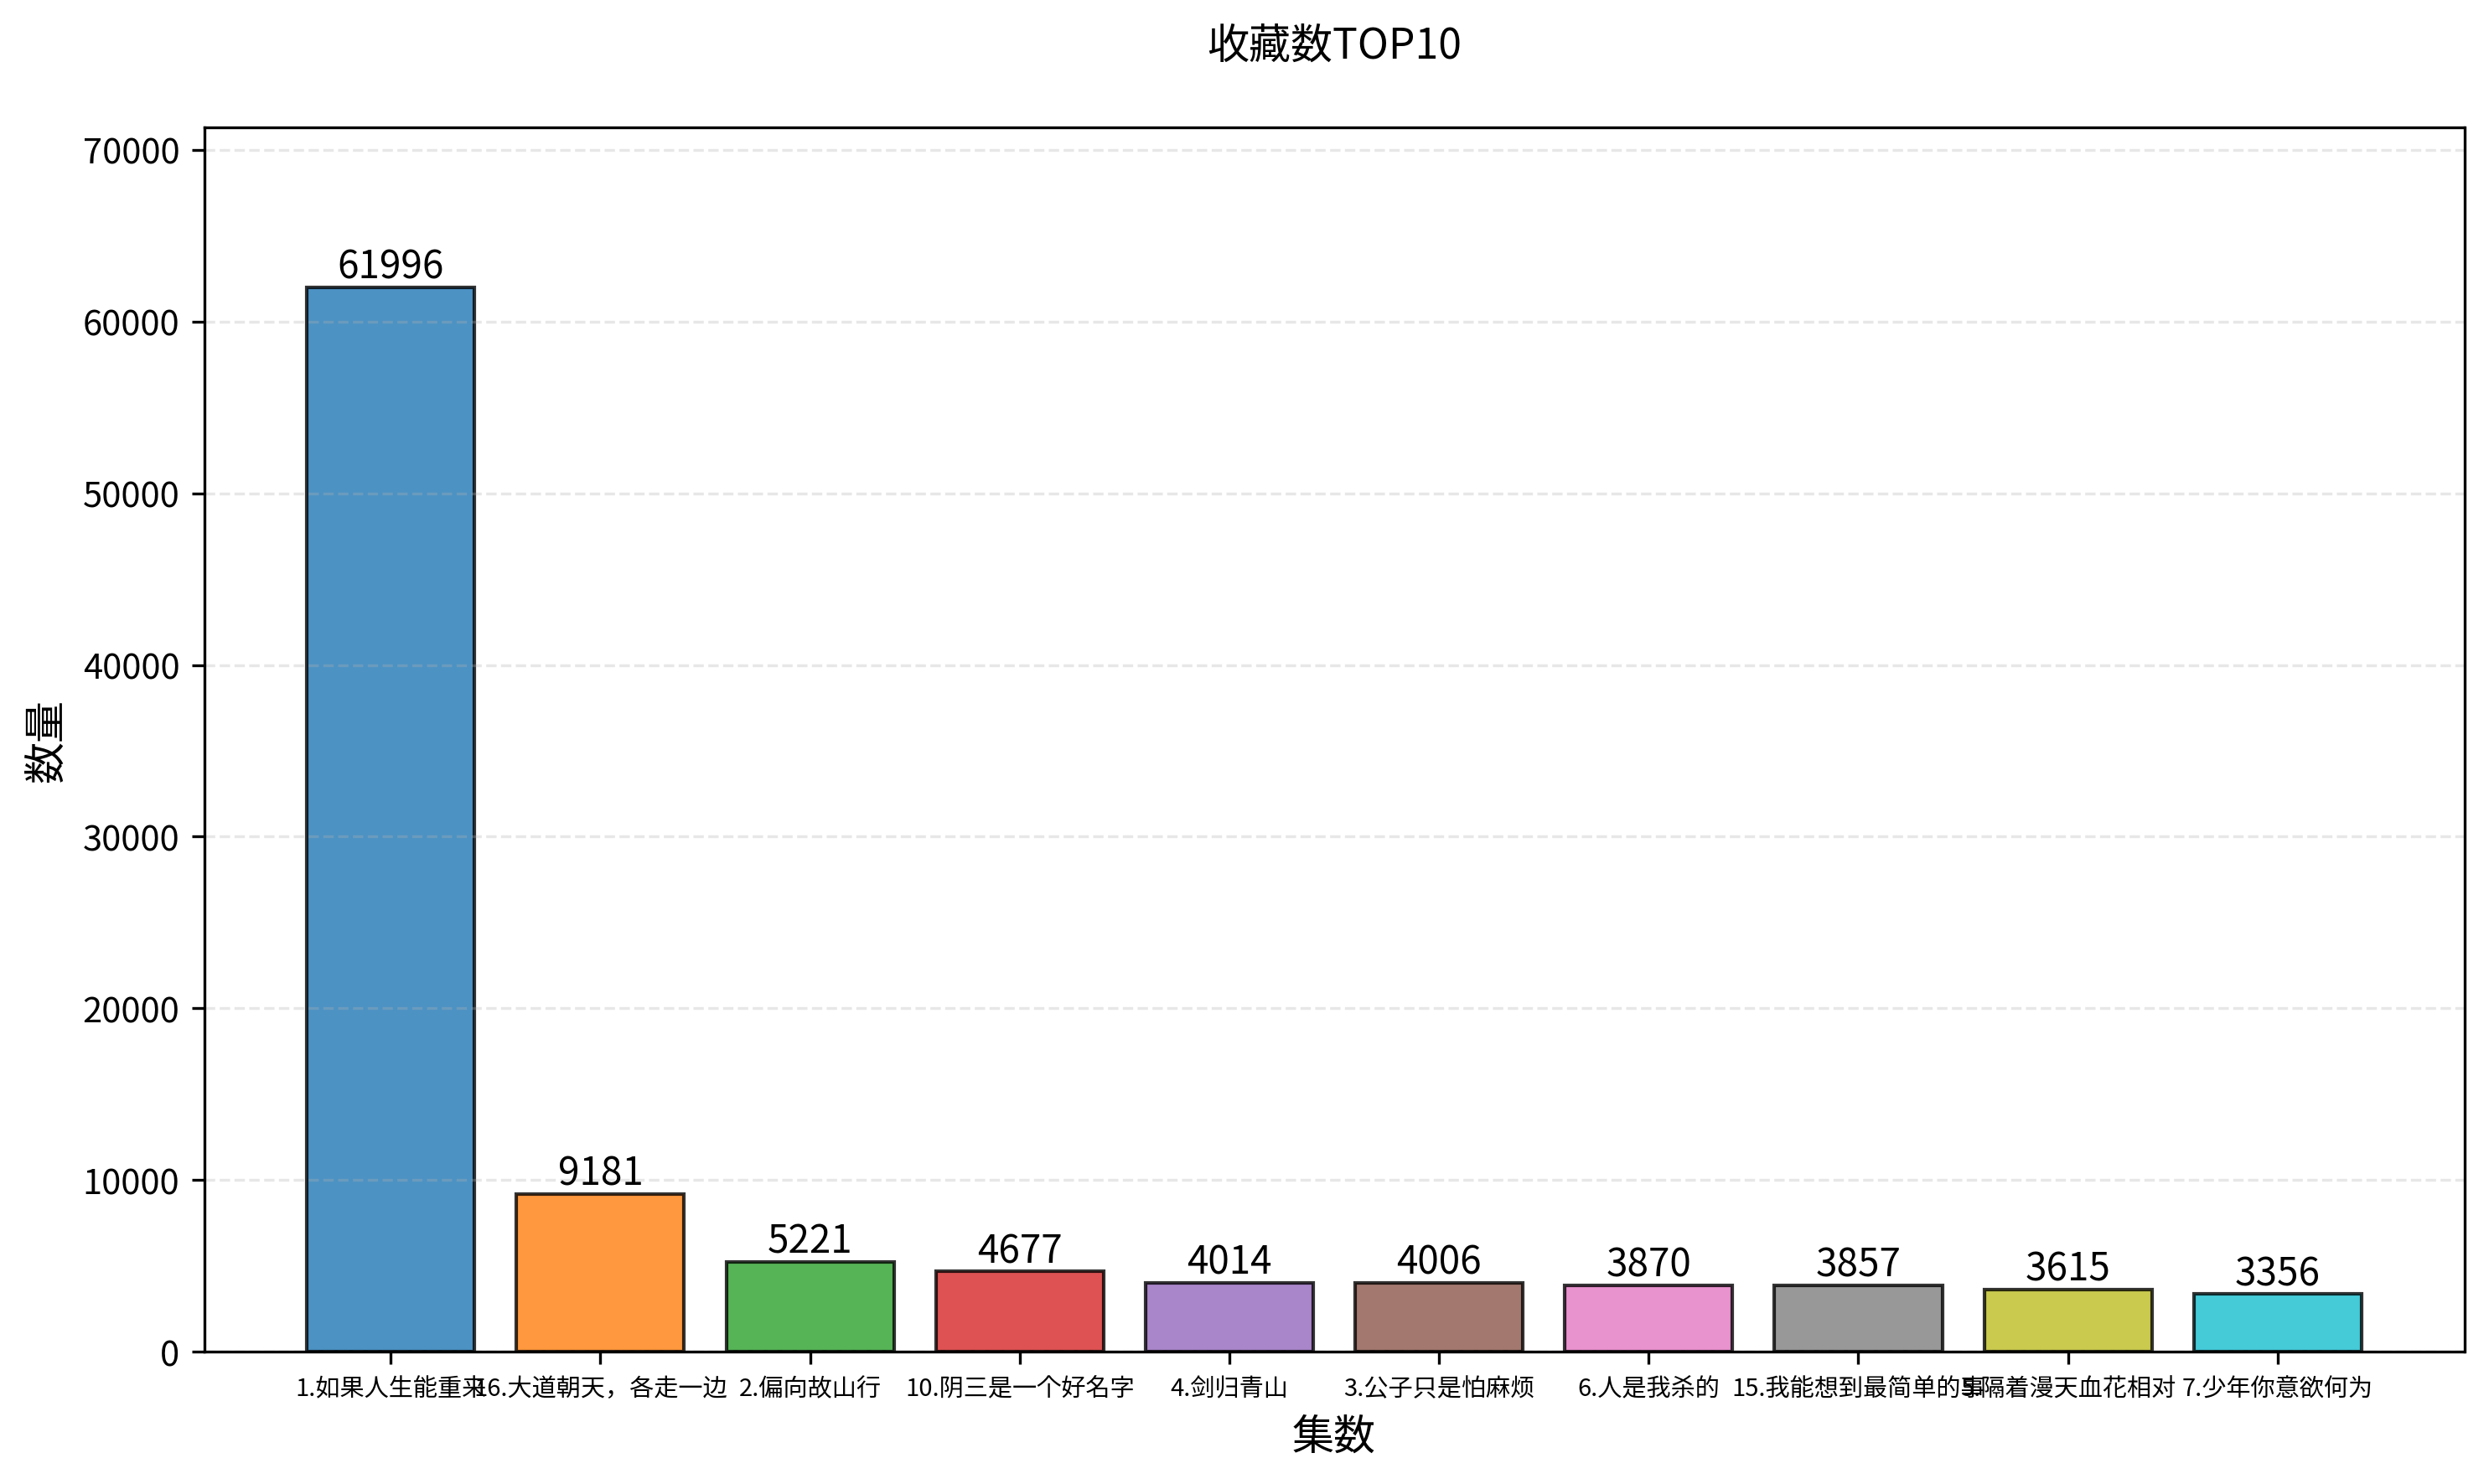 收藏数TOP10
数量
70000
60000
50000
40000
30000
20000
10000
0
61996
9181
5221
4677
4014
4006
3870
3857
3615
3356
1.如果人生能重来
16.大道朝天，各走一边
2.偏向故山行
10.阴三是一个好名字
4.剑归青山
3.公子只是怕麻烦
6.人是我杀的
15.我能想到最简单的事
隔着漫天血花相对
7.少年你意欲何为
集数